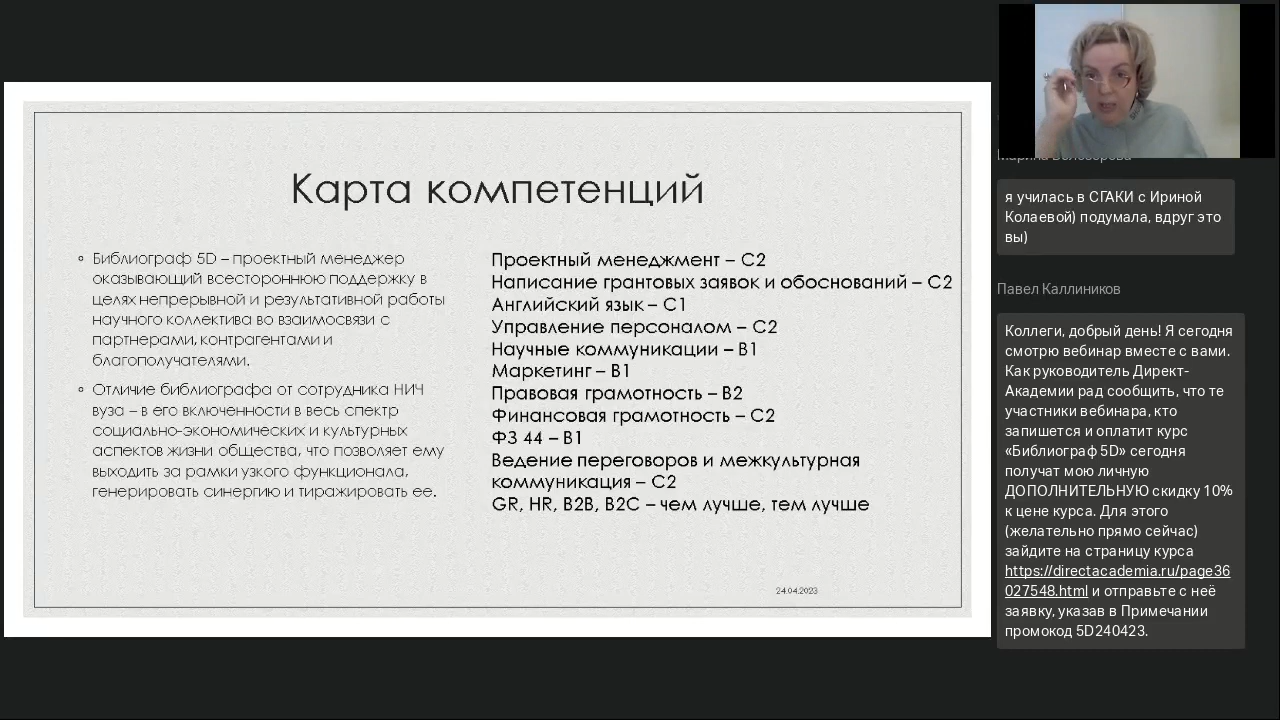 Карта компетенций
Библиограф 5D – проектный менеджер
оказывающий всестороннюю поддержку в
целях непрерывной и результативной работы
научного коллектива во взаимосвязи с
партнерами, контрагентами и
благополучателями.
Отличие библиографа от сотрудника НИЧ
вуза – в его включенности в весь спектр
социально-экономических и культурных
аспектов жизни общества, что позволяет ему
выходить за рамки узкого функционала,
генерировать синергию и тиражировать ее.
Проектный менеджмент – С2
Написание грантовых заявок и обоснований – С2
Английский язык – С1
Управление персоналом – С2
Научные коммуникации – В1
Маркетинг – В1
Правовая грамотность – В2
Финансовая грамотность – С2
ФЗ 44 – В1
Ведение переговоров и межкультурная
коммуникация – С2
GR, HR, B2B, B2C – чем лучше, тем лучше
24.04.2023
я училась в СГАКИ с Ириной
Колаевой) подумала, вдруг это
вы)
Павел Каллиников
Коллеги, добрый день! Я сегодня
смотрю вебинар вместе с вами.
Как руководитель Директ-
Академии рад сообщить, что те
участники вебинара, кто
запишется и оплатит курс
«Библиограф 5D» сегодня
получат мою личную
ДОПОЛНИТЕЛЬНУЮ скидку 10%
к цене курса. Для этого
(желательно прямо сейчас)
зайдите на страницу курса
https://directacademia.ru/page36
027548.html и отправьте с неё
заявку, указав в Примечании
промокод 5D240423.